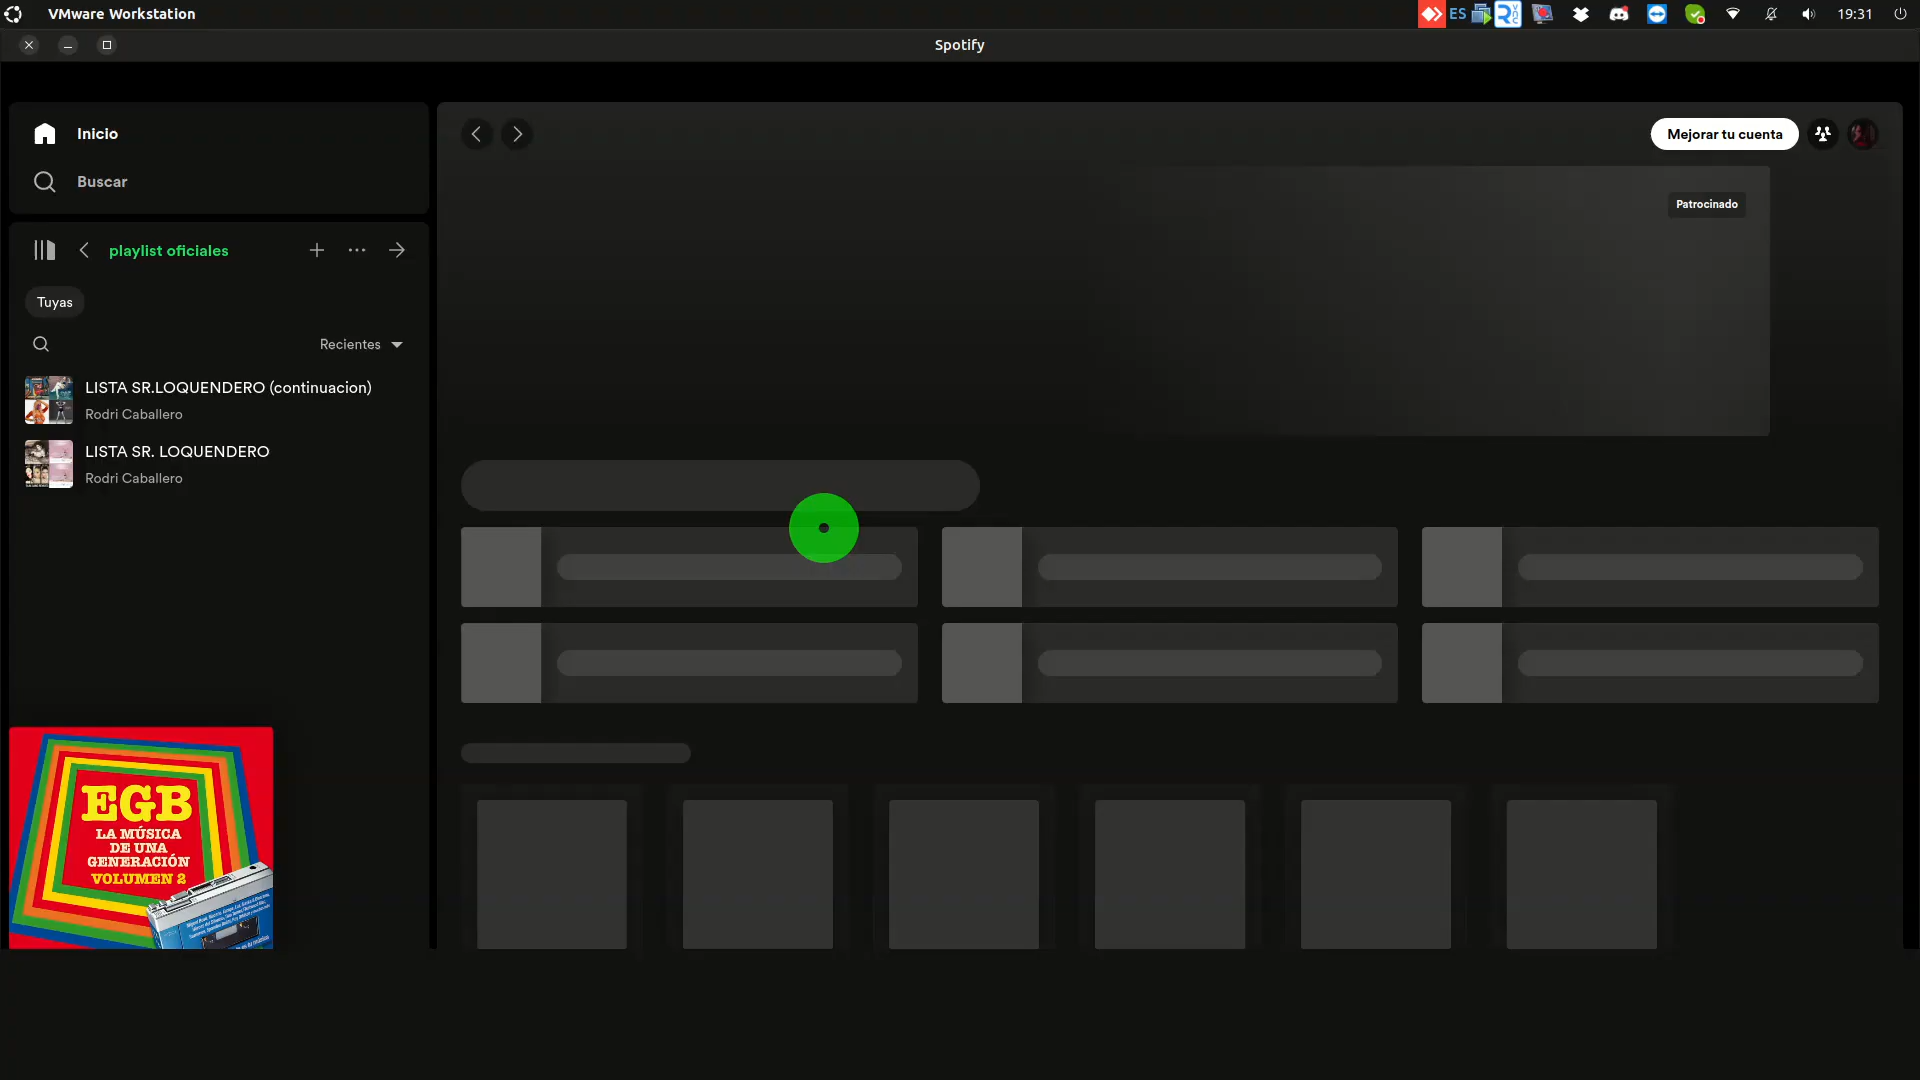 VMware Workstation
ES
19:31
Spotify
Inicio
Buscar
Mejorar tu cuenta
Patrocinado
playlist oficiales
Tuyas
Recientes
LISTA SR.LOQUENDERO (continuacion)
Rodri Caballero
LISTA SR. LOQUENDERO
Rodri Caballero
EGB
LA MÚSICA
DE UNA
GENERACIÓN
VOLUMEN 2